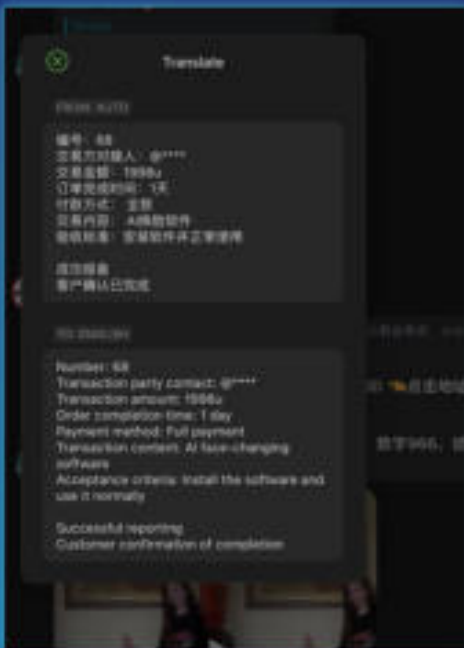 Translate
FROM AUTO
编号：68
交易方对接人：@****
交易金额：1998u
订单完成时间：1天
付款方式：全款
交易内容：AI换脸软件
验收标准：安装软件并正常使用
成功报备
客户确认已完成
TO ENGLISH
Number: 68
Transaction party contact: @****
Transaction amount: 1998u
Order completion time: 1 day
Payment method: Full payment
Transaction content: AI face-changing
software
Acceptance criteria: Install the software and
use it normally
Successful reporting
Customer confirmation of completion